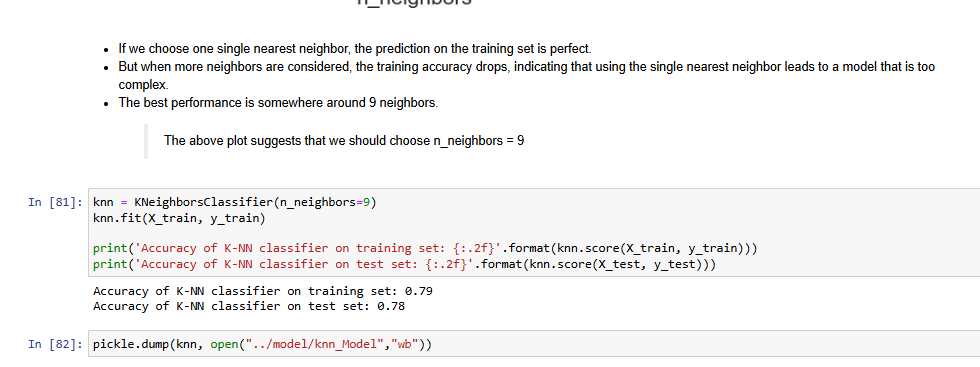 n_neighbors
If we choose one single nearest neighbor, the prediction on the training set is perfect.
But when more neighbors are considered, the training accuracy drops, indicating that using the single nearest neighbor leads to a model that is too
complex.
The best performance is somewhere around 9 neighbors.
The above plot suggests that we should choose n_neighbors = 9
In [81]: knn = KNeighborsClassifier(n_neighbors=9)
knn.fit(X_train, y_train)
print('Accuracy of K-NN classifier on training set: {:.2f}'.format(knn.score(X_train, y_train)))
print('Accuracy of K-NN classifier on test set: {:.2f}'.format(knn.score(X_test, y_test)))
Accuracy of K-NN classifier on training set: 0.79
Accuracy of K-NN classifier on test set: 0.78
In [82]: pickle.dump(knn, open("../model/knn_Model","wb"))